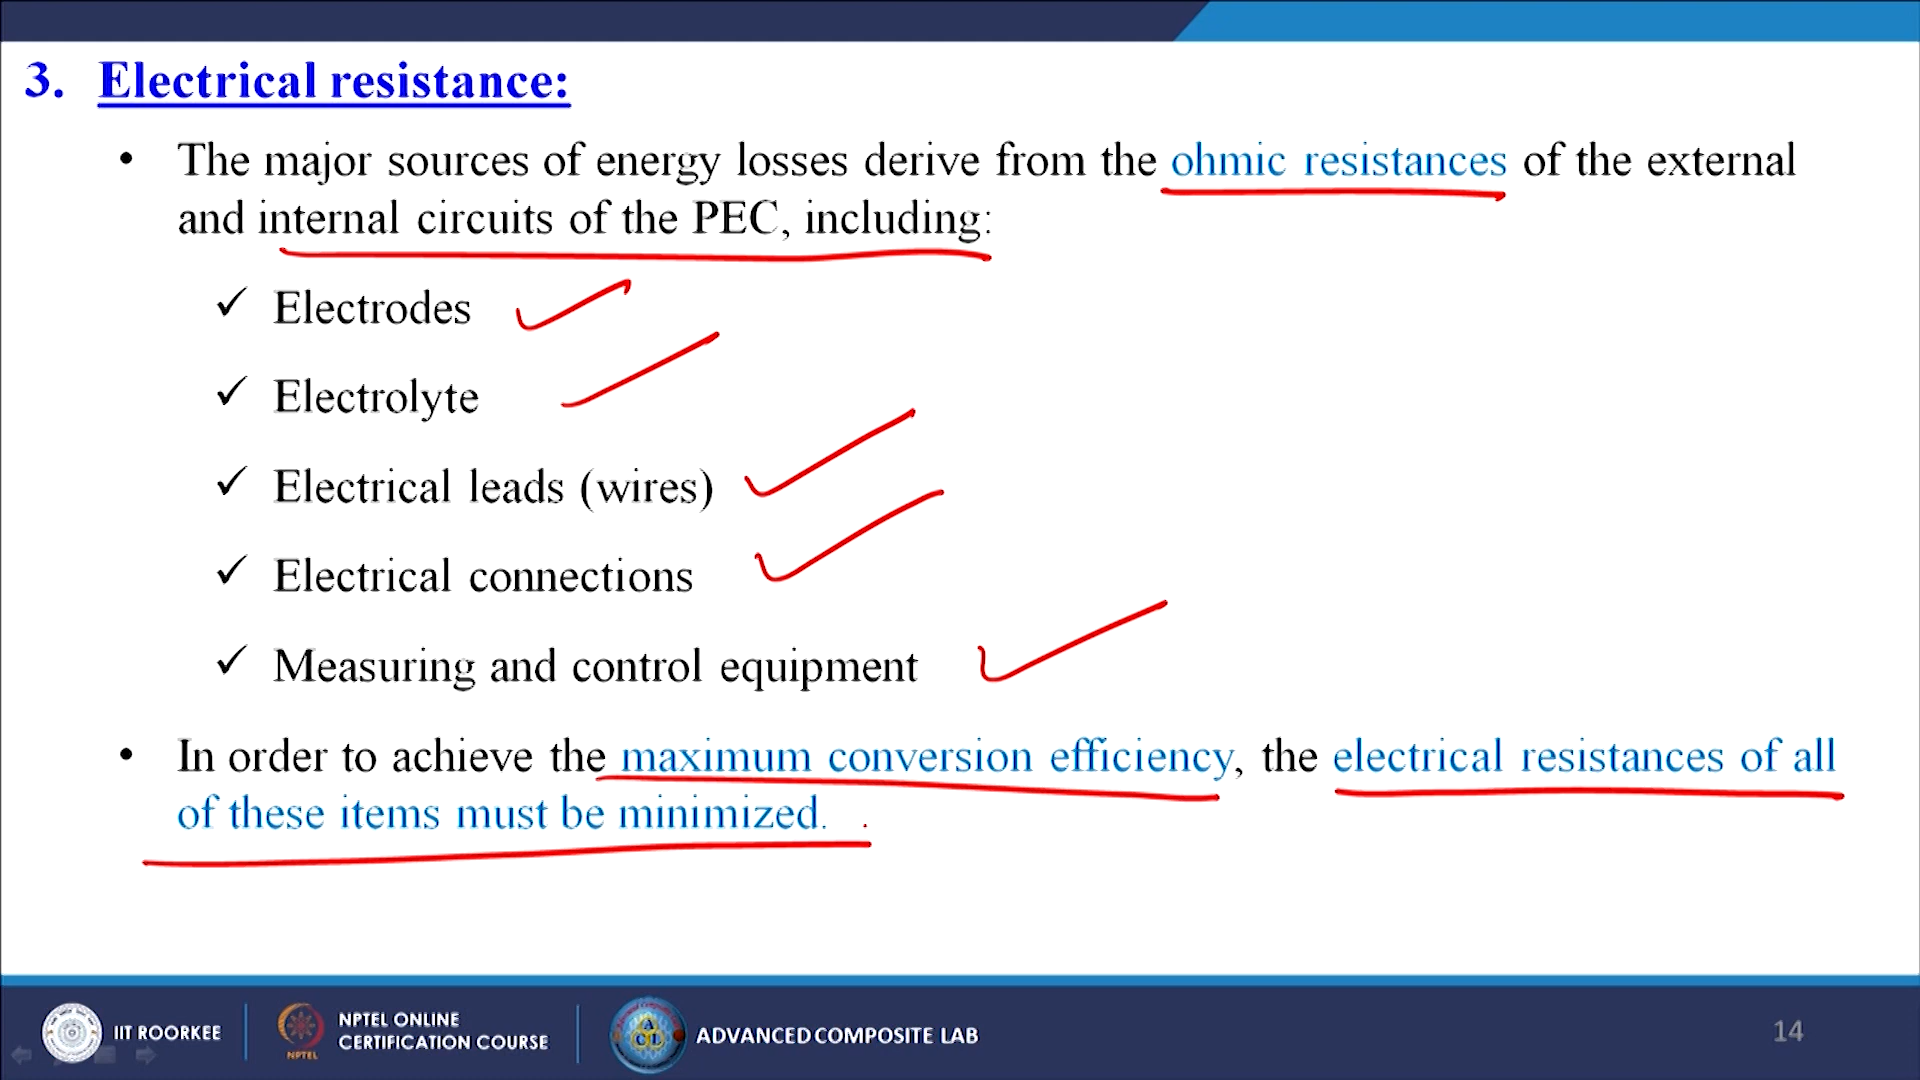 3. Electrical resistance:
• The major sources of energy losses derive from the ohmic resistances of the external
and internal circuits of the PEC, including:
✓ Electrodes
✓ Electrolyte
✓ Electrical leads (wires)
✓ Electrical connections
✓ Measuring and control equipment
• In order to achieve the maximum conversion efficiency, the electrical resistances of all
of these items must be minimized.
IIT ROORKEE
NPTEL
NPTEL ONLINE
CERTIFICATION COURSE
ADVANCED COMPOSITE LAB
14